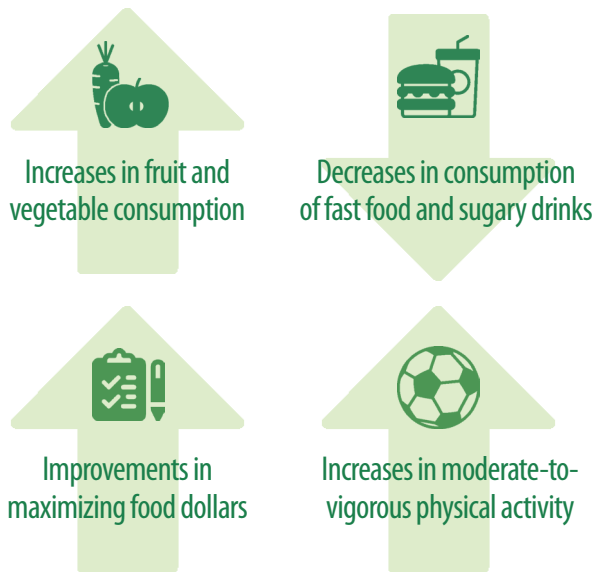 Increases in fruit and
vegetable consumption
Decreases in consumption
of fast food and sugary drinks
Improvements in
maximizing food dollars
Increases in moderate-to-
vigorous physical activity